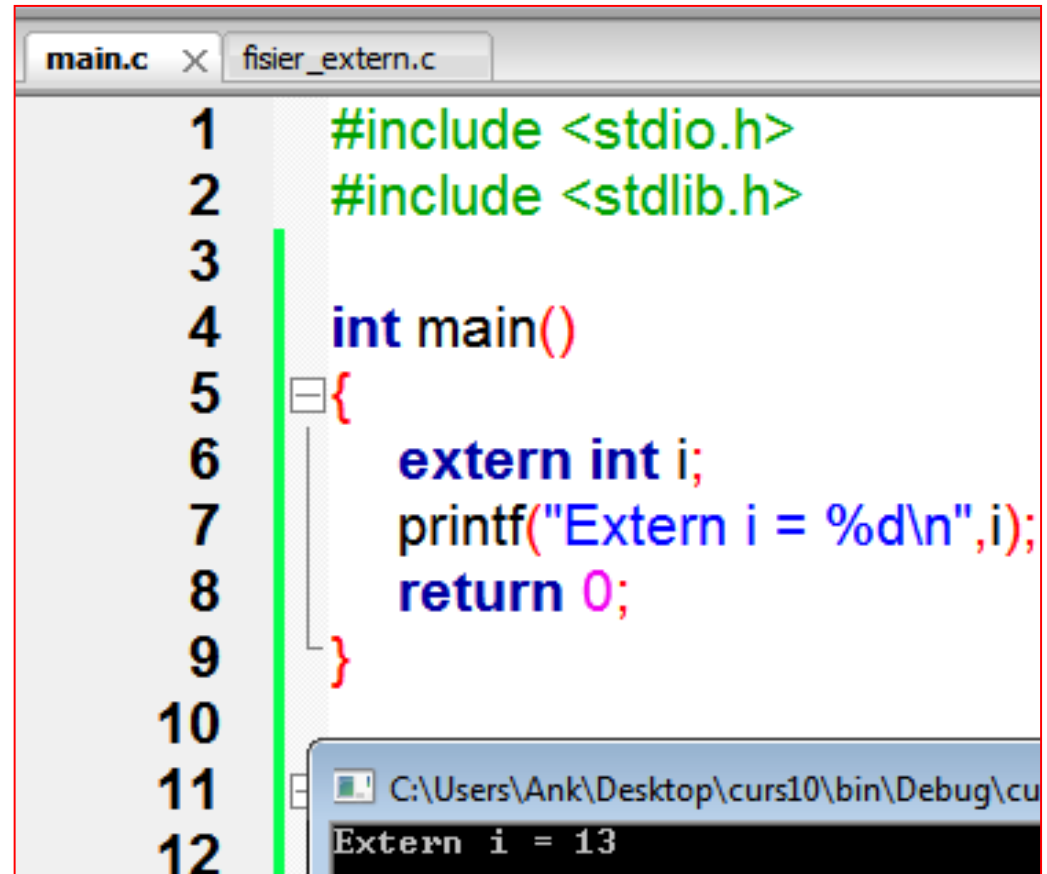 main.c fisier_extern.c
1 #include <stdio.h>
2 #include <stdlib.h>
3
4 int main()
5 {
6 extern int i;
7 printf("Extern i = %d\n",i);
8 return 0;
9 }
10
11 C:\Users\Ank\Desktop\curs10\bin\Debug\cu
12 Extern i = 13